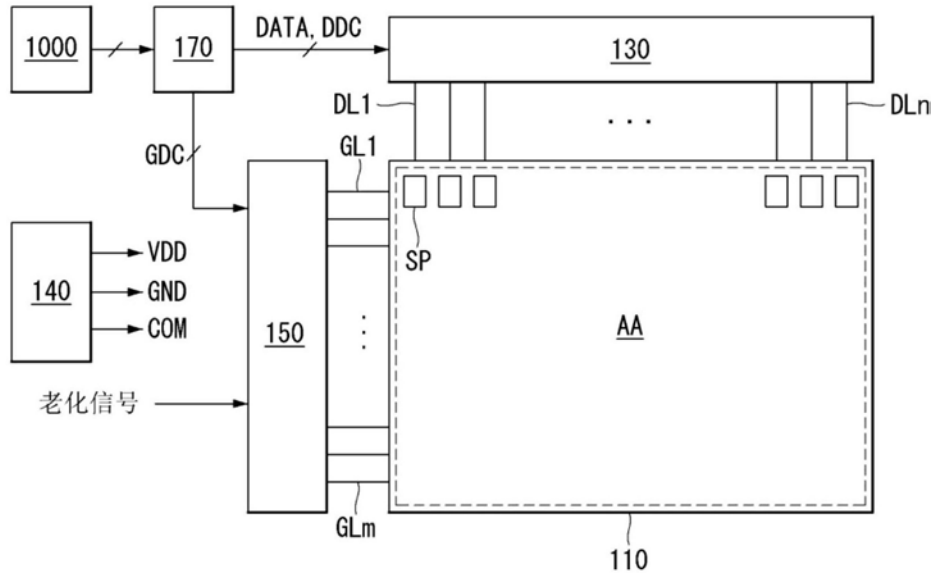 1000
170
DATA, DDC
130
DL1
...
DLn
GDC
GL1
SP
140
VDD
GND
COM
150
AA
老化信号
GLm
110